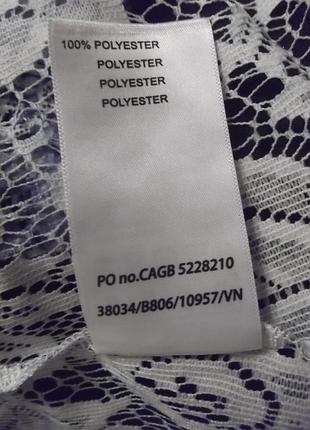 100% POLYESTER
POLYESTER
POLYESTER
POLYESTER
PO no.CAGB 5228210
38034/B806/10957/VN